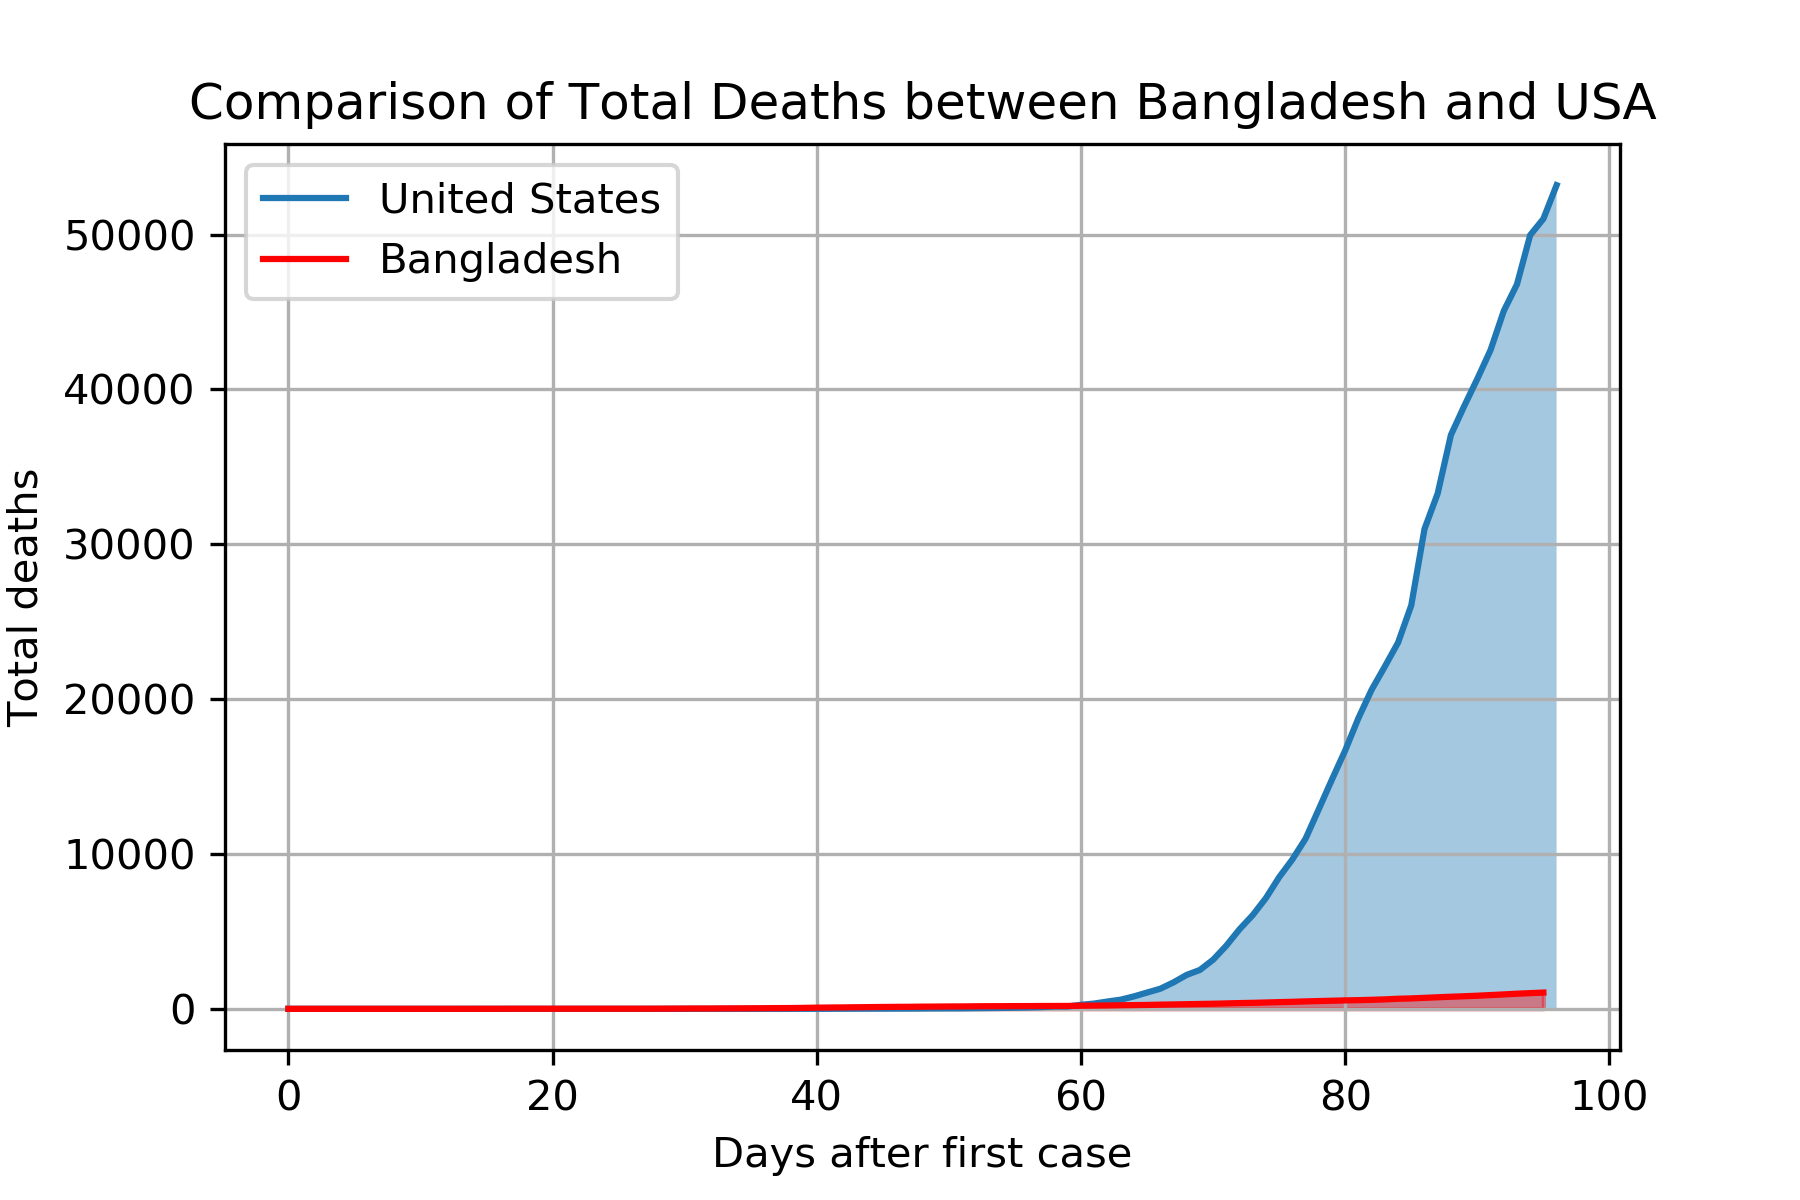 Comparison of Total Deaths between Bangladesh and USA
United States
Bangladesh
50000
40000
30000
20000
10000
0
Total deaths
0 20 40 60 80 100
Days after first case